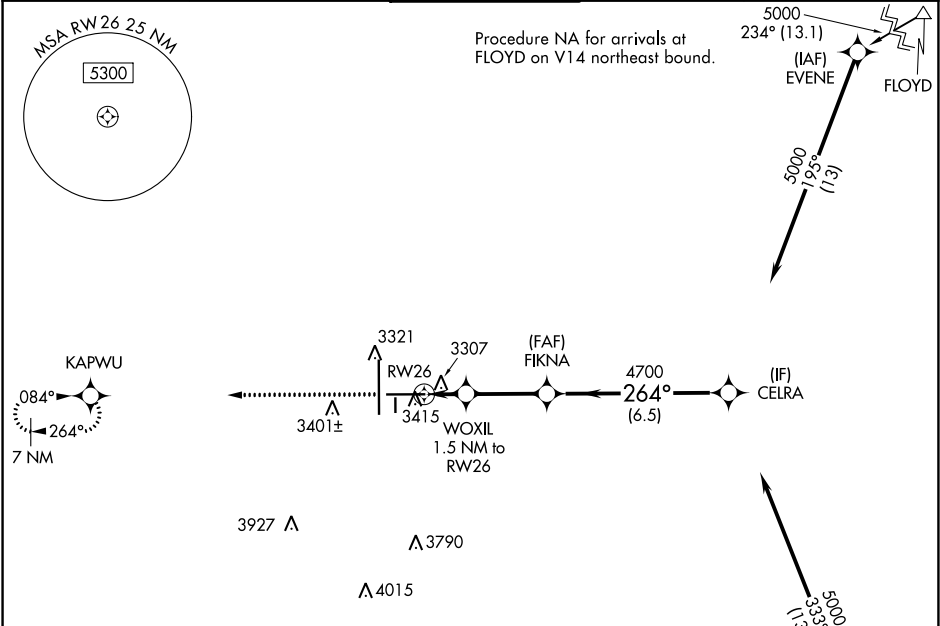 MSA RW26 25 NM
5300
Procedure NA for arrivals at
FLOYD on V14 northeast bound.
5000
234° (13.1)
(IAF)
EVENE
FLOYD
5000
195°
(13)
KAPWU
084°
264°
7 NM
3321
RW26
3307
3401±
3415
WOXIL
1.5 NM to
RW26
(FAF)
FIKNA
4700
264°
(6.5)
(IF)
CELRA
3927
3790
4015
5000
333°